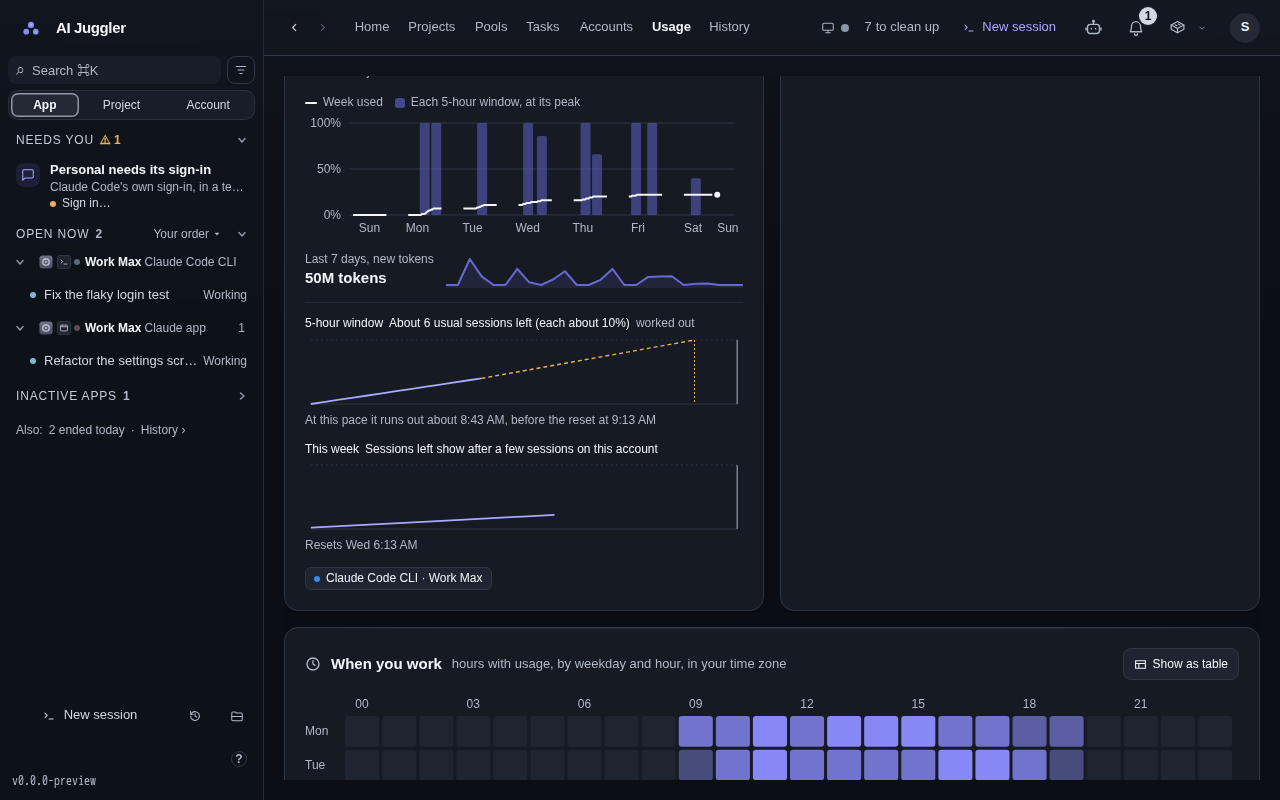 AI Juggler
Home Projects Pools Tasks Accounts Usage History
7 to clean up
New session
1
S
Search ⌘K
App Project Account
NEEDS YOU 1
Personal needs its sign-in
Claude Code's own sign-in, in a te…
Sign in…
OPEN NOW 2 Your order
Work Max Claude Code CLI
Fix the flaky login test Working
Work Max Claude app 1
Refactor the settings scr… Working
INACTIVE APPS 1
Also: 2 ended today · History ›
New session
?
v0.0.0-preview
Week used Each 5-hour window, at its peak
100%
50%
0%
Sun Mon Tue Wed Thu Fri Sat Sun
Last 7 days, new tokens
50M tokens
5-hour window About 6 usual sessions left (each about 10%) worked out
At this pace it runs out about 8:43 AM, before the reset at 9:13 AM
This week Sessions left show after a few sessions on this account
Resets Wed 6:13 AM
Claude Code CLI · Work Max
When you work hours with usage, by weekday and hour, in your time zone
Show as table
00 03 06 09 12 15 18 21
Mon
Tue